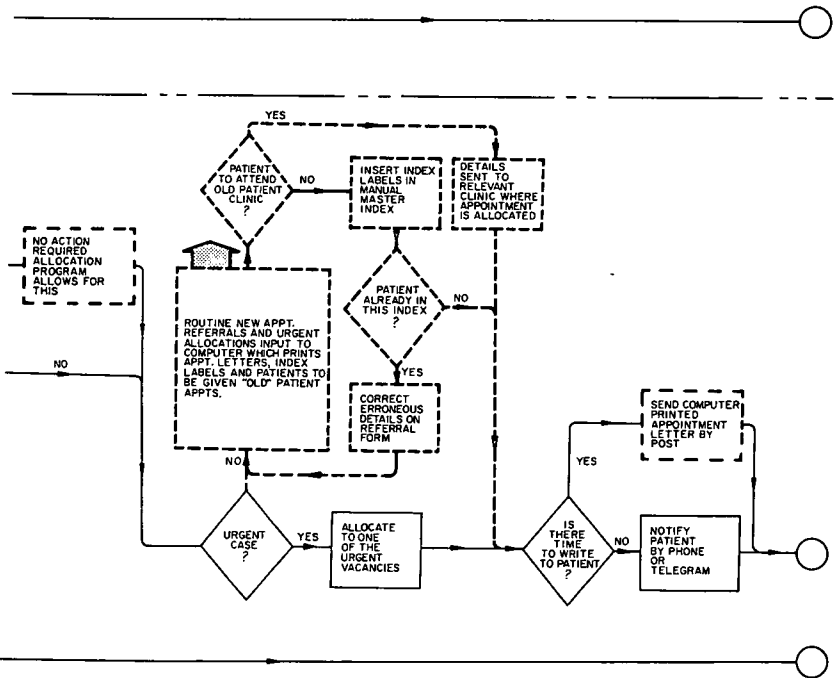 YES
PATIENT
TO ATTEND
OLD PATIENT
CLINIC
?
NO
INSERT INDEX
LABELS IN
MANUAL
MASTER
INDEX
DETAILS
SENT TO
RELEVANT
CLINIC WHERE
APPOINTMENT
IS ALLOCATED
NO ACTION
REQUIRED
ALLOCATION
PROGRAM
ALLOWS FOR
THIS
ROUTINE NEW APPT.
REFERRALS AND URGENT
ALLOCATIONS INPUT TO
COMPUTER WHICH PRINTS
APPT. LETTERS, INDEX
LABELS AND PATIENTS TO
BE GIVEN "OLD" PATIENT
APPTS.
PATIENT
ALREADY IN
THIS INDEX
?
NO
NO
YES
CORRECT
ERRONEOUS
DETAILS ON
REFERRAL
FORM
SEND COMPUTER
PRINTED
APPOINTMENT
LETTER BY
POST
YES
NO
URGENT
CASE
?
YES
ALLOCATE
TO ONE
OF THE
URGENT
VACANCIES
IS
THERE
TIME
TO WRITE
TO PATIENT
?
NO
NOTIFY
PATIENT
BY PHONE
OR
TELEGRAM